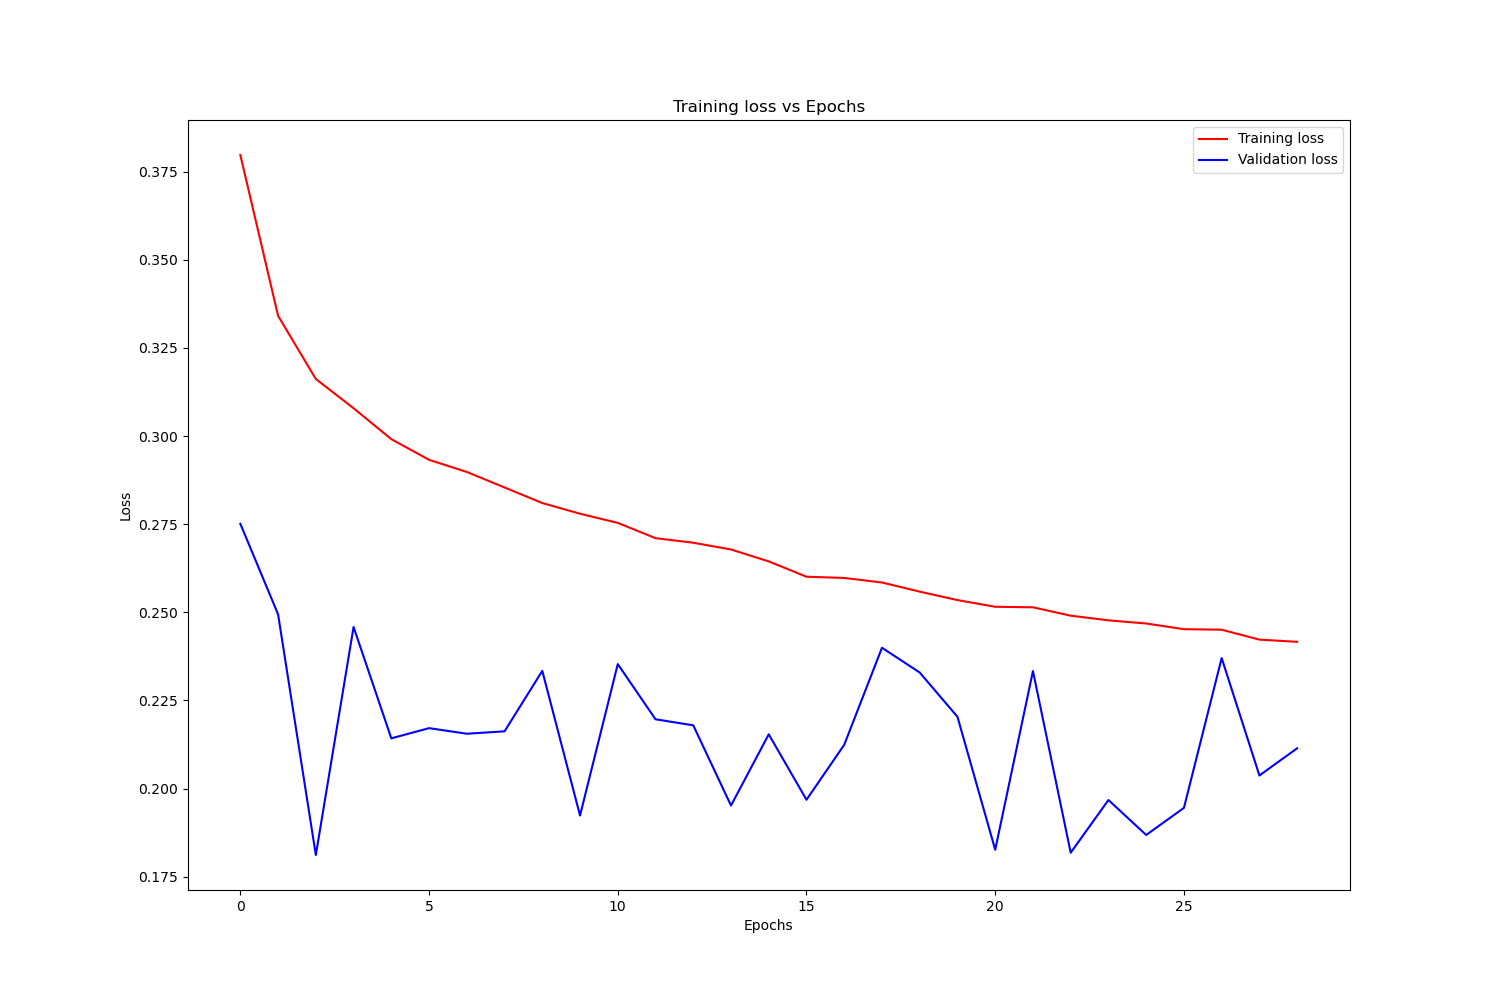 Training loss vs Epochs
Training loss
Validation loss
0.375
0.350
0.325
0.300
0.275
0.250
0.225
0.200
0.175
Loss
0 5 10 15 20 25
Epochs